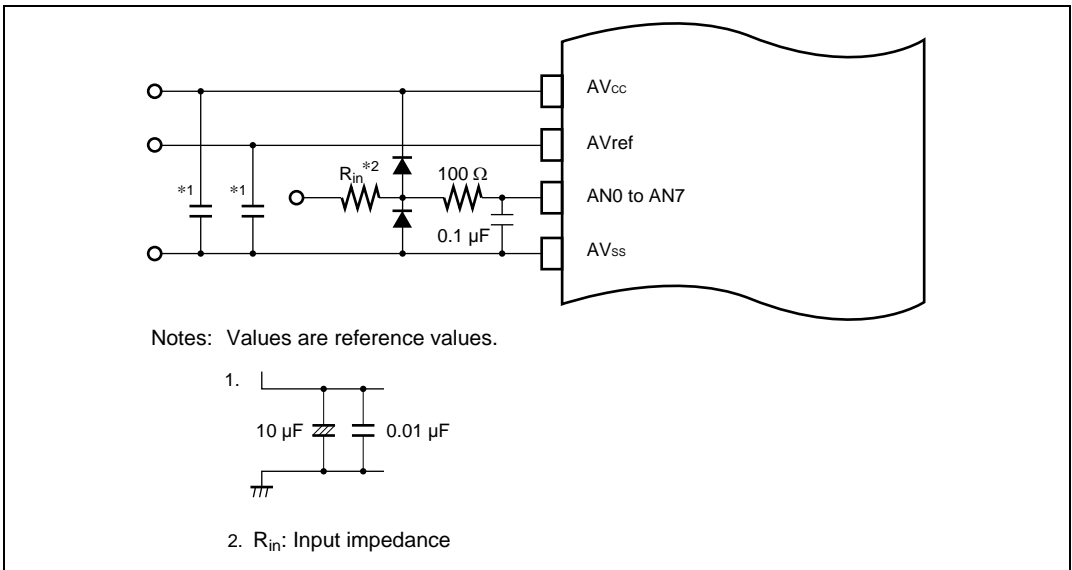 AVcc
AVref
Rin*2 100 Ω
*1 *1 AN0 to AN7
0.1 µF
AVss
Notes: Values are reference values.
1.
10 µF 0.01 µF
2. Rin: Input impedance